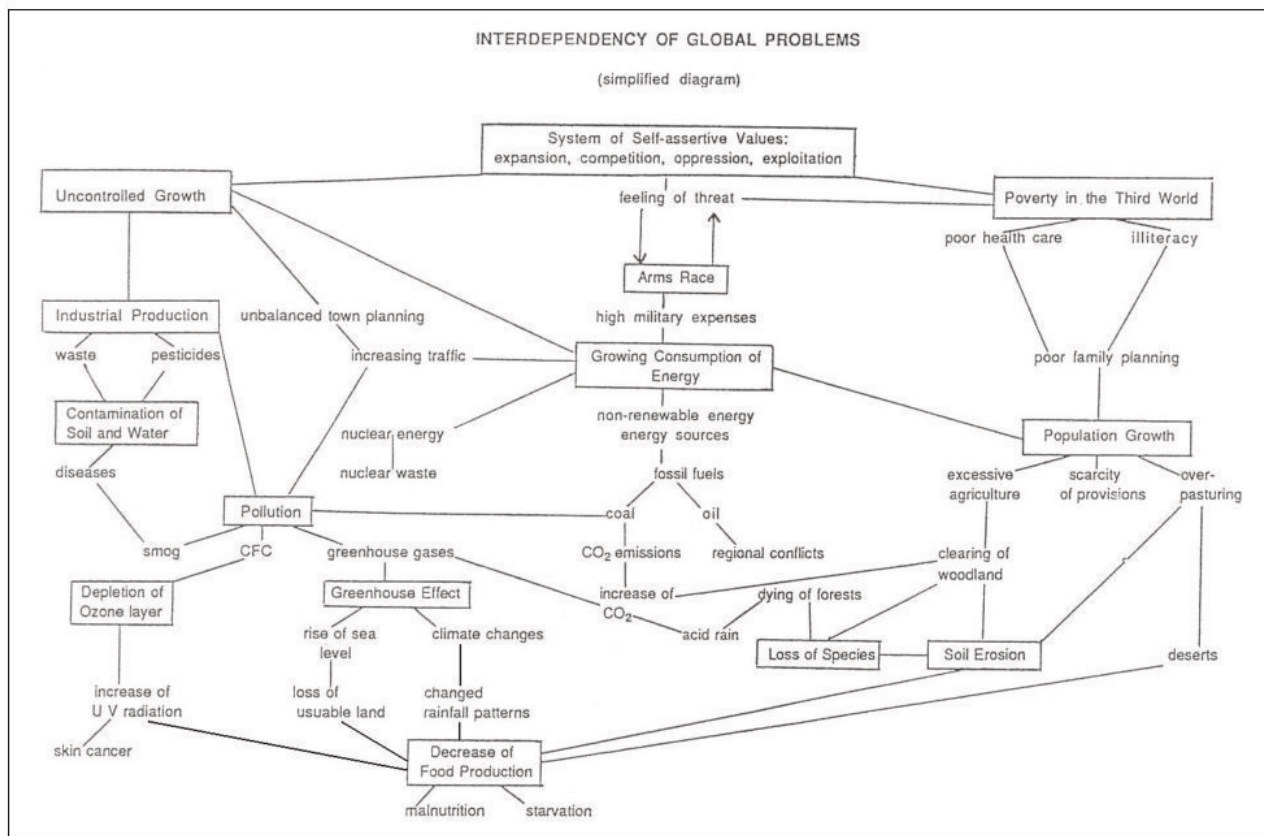 INTERDEPENDENCY OF GLOBAL PROBLEMS
(simplified diagram)
System of Self-assertive Values:
expansion, competition, oppression, exploitation
Uncontrolled Growth
feeling of threat
Poverty in the Third World
poor health care
illiteracy
Arms Race
Industrial Production
unbalanced town planning
high military expenses
waste
pesticides
increasing traffic
Growing Consumption of
Energy
poor family planning
Contamination of
Soil and Water
non-renewable energy
energy sources
nuclear energy
Population Growth
diseases
nuclear waste
fossil fuels
excessive
agriculture
scarcity
of provisions
over-
pasturing
Pollution
coal
oil
smog
CFC
greenhouse gases
CO2 emissions
regional conflicts
clearing of
woodland
Depletion of
Ozone layer
Greenhouse Effect
increase of
CO2
dying of forests
rise of sea
level
climate changes
acid rain
Loss of Species
Soil Erosion
deserts
increase of
U V radiation
loss of
usuable land
changed
rainfall patterns
skin cancer
Decrease of
Food Production
malnutrition
starvation